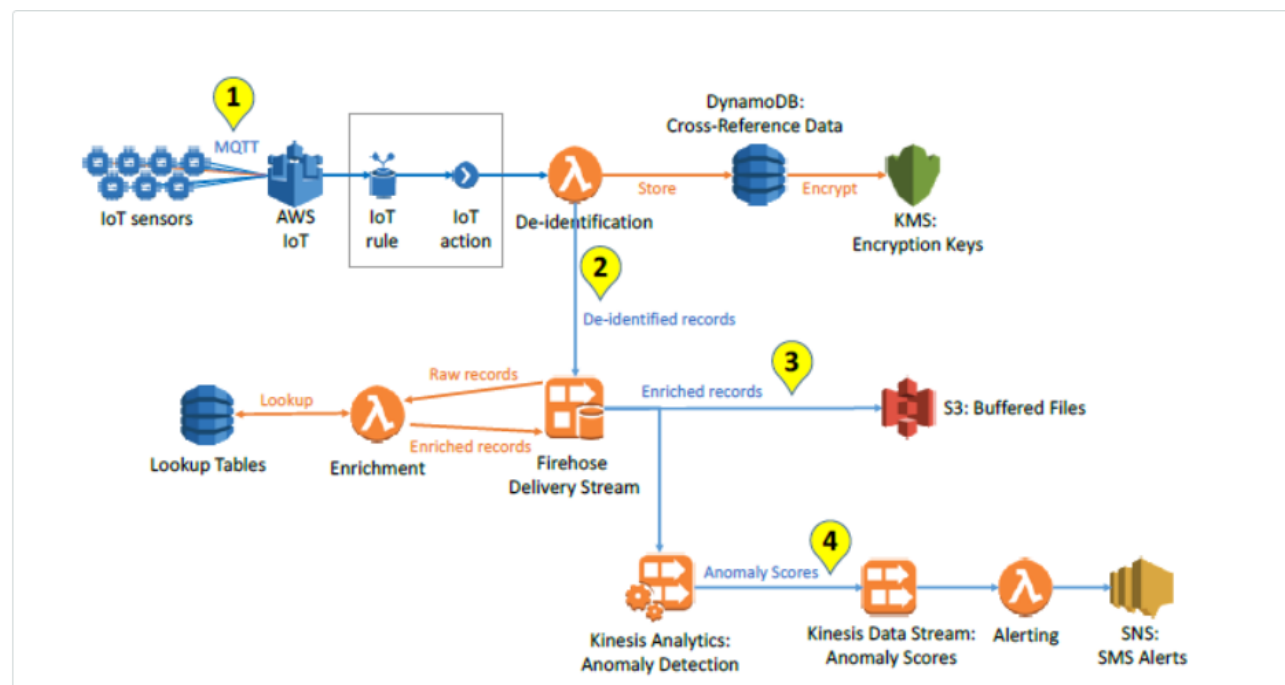 1
MQTT
IoT sensors
AWS
IoT
IoT
rule
IoT
action
De-identification
Store
DynamoDB:
Cross-Reference Data
Encrypt
KMS:
Encryption Keys
2
De-identified records
Lookup
Lookup Tables
Raw records
Enriched records
Enrichment
Firehose
Delivery Stream
Enriched records
3
S3: Buffered Files
Kinesis Analytics:
Anomaly Detection
Anomaly Scores
4
Kinesis Data Stream:
Anomaly Scores
Alerting
SNS:
SMS Alerts